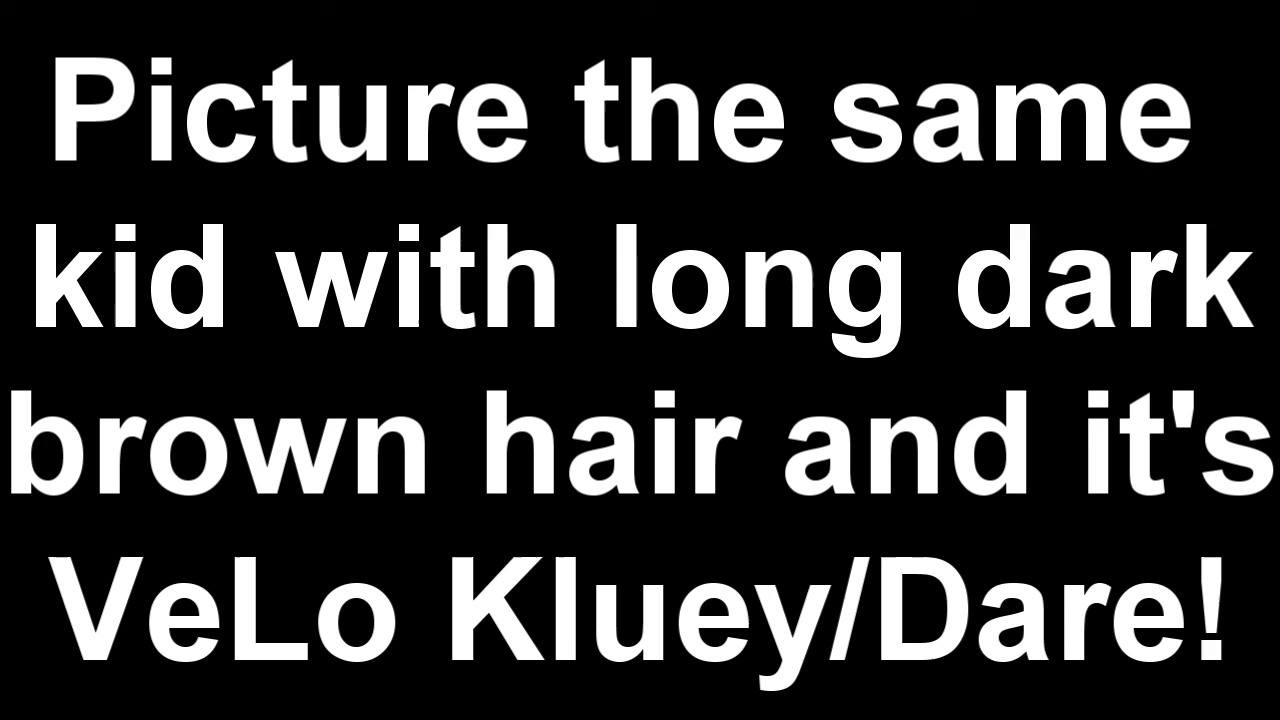 Picture the same
kid with long dark
brown hair and it's
VeLo Kluey/Dare!